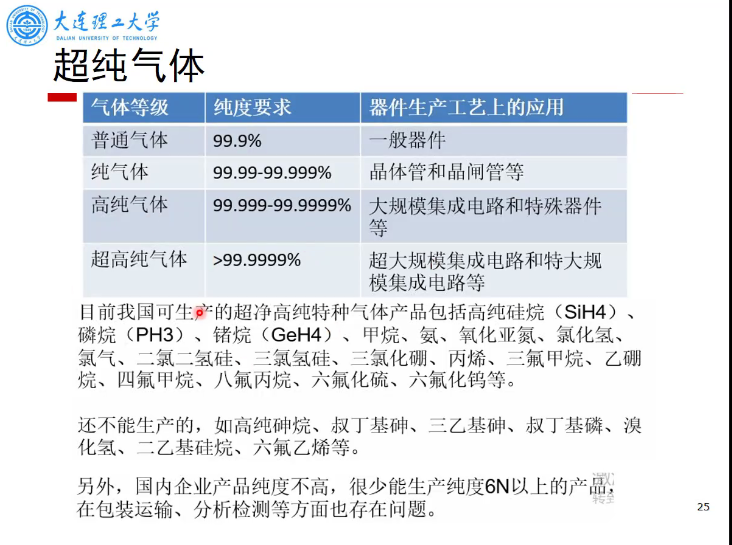 大连理工大学
DALIAN UNIVERSITY OF TECHNOLOGY
超纯气体
气体等级 纯度要求 器件生产工艺上的应用
普通气体 99.9% 一般器件
纯气体 99.99-99.999% 晶体管和晶闸管等
高纯气体 99.999-99.9999% 大规模集成电路和特殊器件
等
超高纯气体 >99.9999% 超大规模集成电路和特大规
模集成电路等
目前我国可生产的超净高纯特种气体产品包括高纯硅烷（SiH4）、
磷烷（PH3）、锗烷（GeH4）、甲烷、氨、氧化亚氮、氯化氢、
氯气、二氯二氢硅、三氯氢硅、三氯化硼、丙烯、三氟甲烷、乙硼
烷、四氟甲烷、八氟丙烷、六氟化硫、六氟化钨等。
还不能生产的，如高纯砷烷、叔丁基砷、三乙基砷、叔丁基磷、溴
化氢、二乙基硅烷、六氟乙烯等。
另外，国内企业产品纯度不高，很少能生产纯度6N以上的产品，
在包装运输、分析检测等方面也存在问题。
25